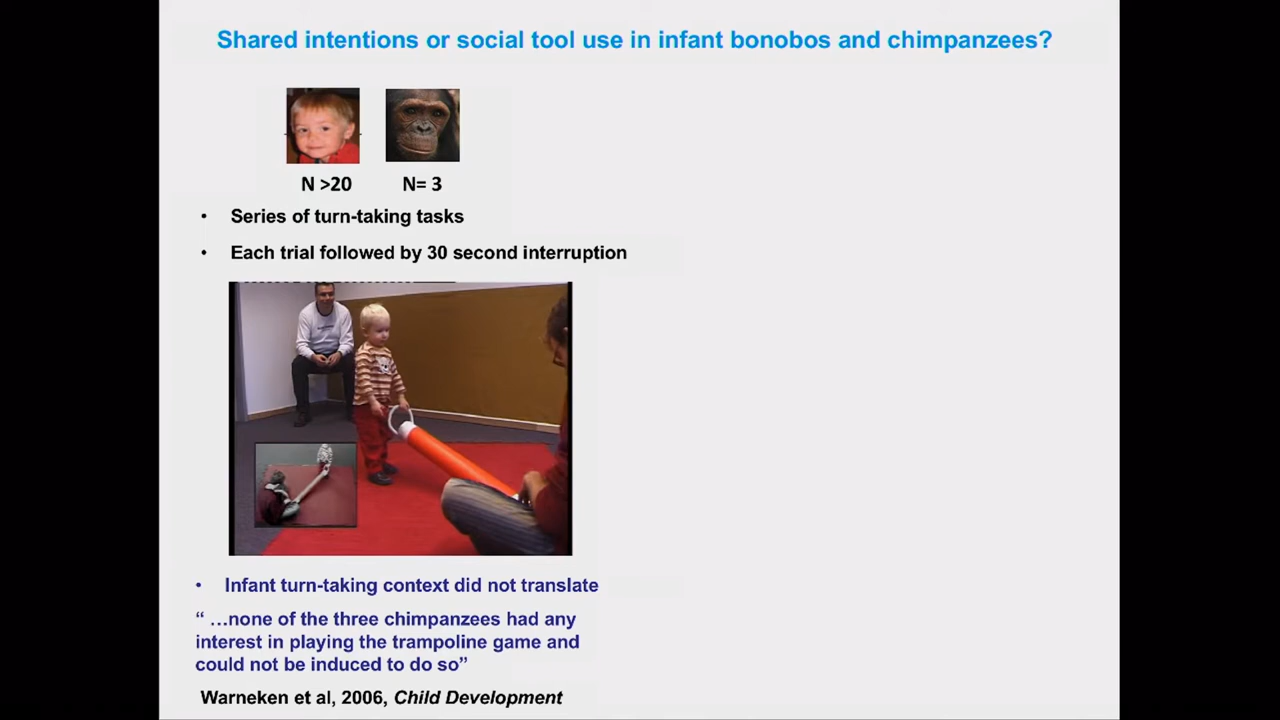 Shared intentions or social tool use in infant bonobos and chimpanzees?
N >20 N= 3
• Series of turn-taking tasks
• Each trial followed by 30 second interruption
• Infant turn-taking context did not translate
“ …none of the three chimpanzees had any
interest in playing the trampoline game and
could not be induced to do so”
Warneken et al, 2006, Child Development